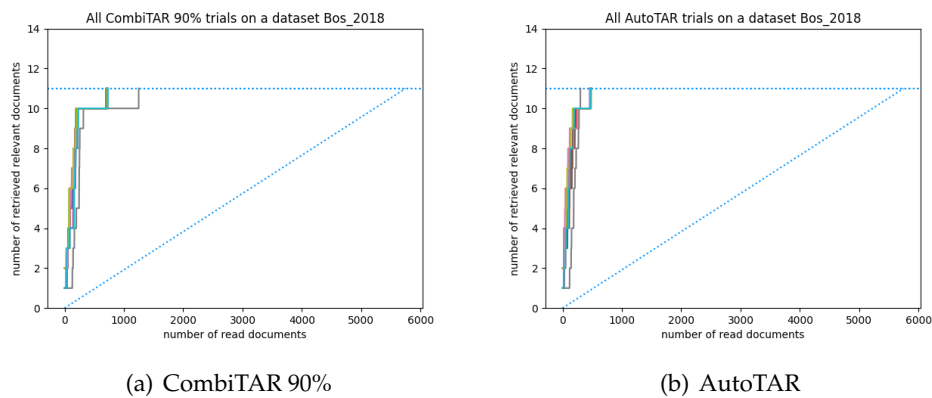 All CombiTAR 90% trials on a dataset Bos_2018
14
12
10
8
6
4
2
0
number of retrieved relevant documents
0 1000 2000 3000 4000 5000 6000
number of read documents
(a) CombiTAR 90%
All AutoTAR trials on a dataset Bos_2018
14
12
10
8
6
4
2
0
number of retrieved relevant documents
0 1000 2000 3000 4000 5000 6000
number of read documents
(b) AutoTAR